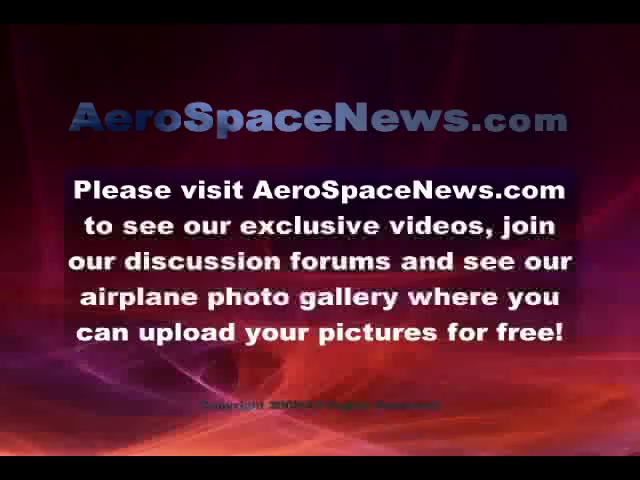 AeroSpaceNews.com
Please visit AeroSpaceNews.com
to see our exclusive videos, join
our discussion forums and see our
airplane photo gallery where you
can upload your pictures for free!
Copyright